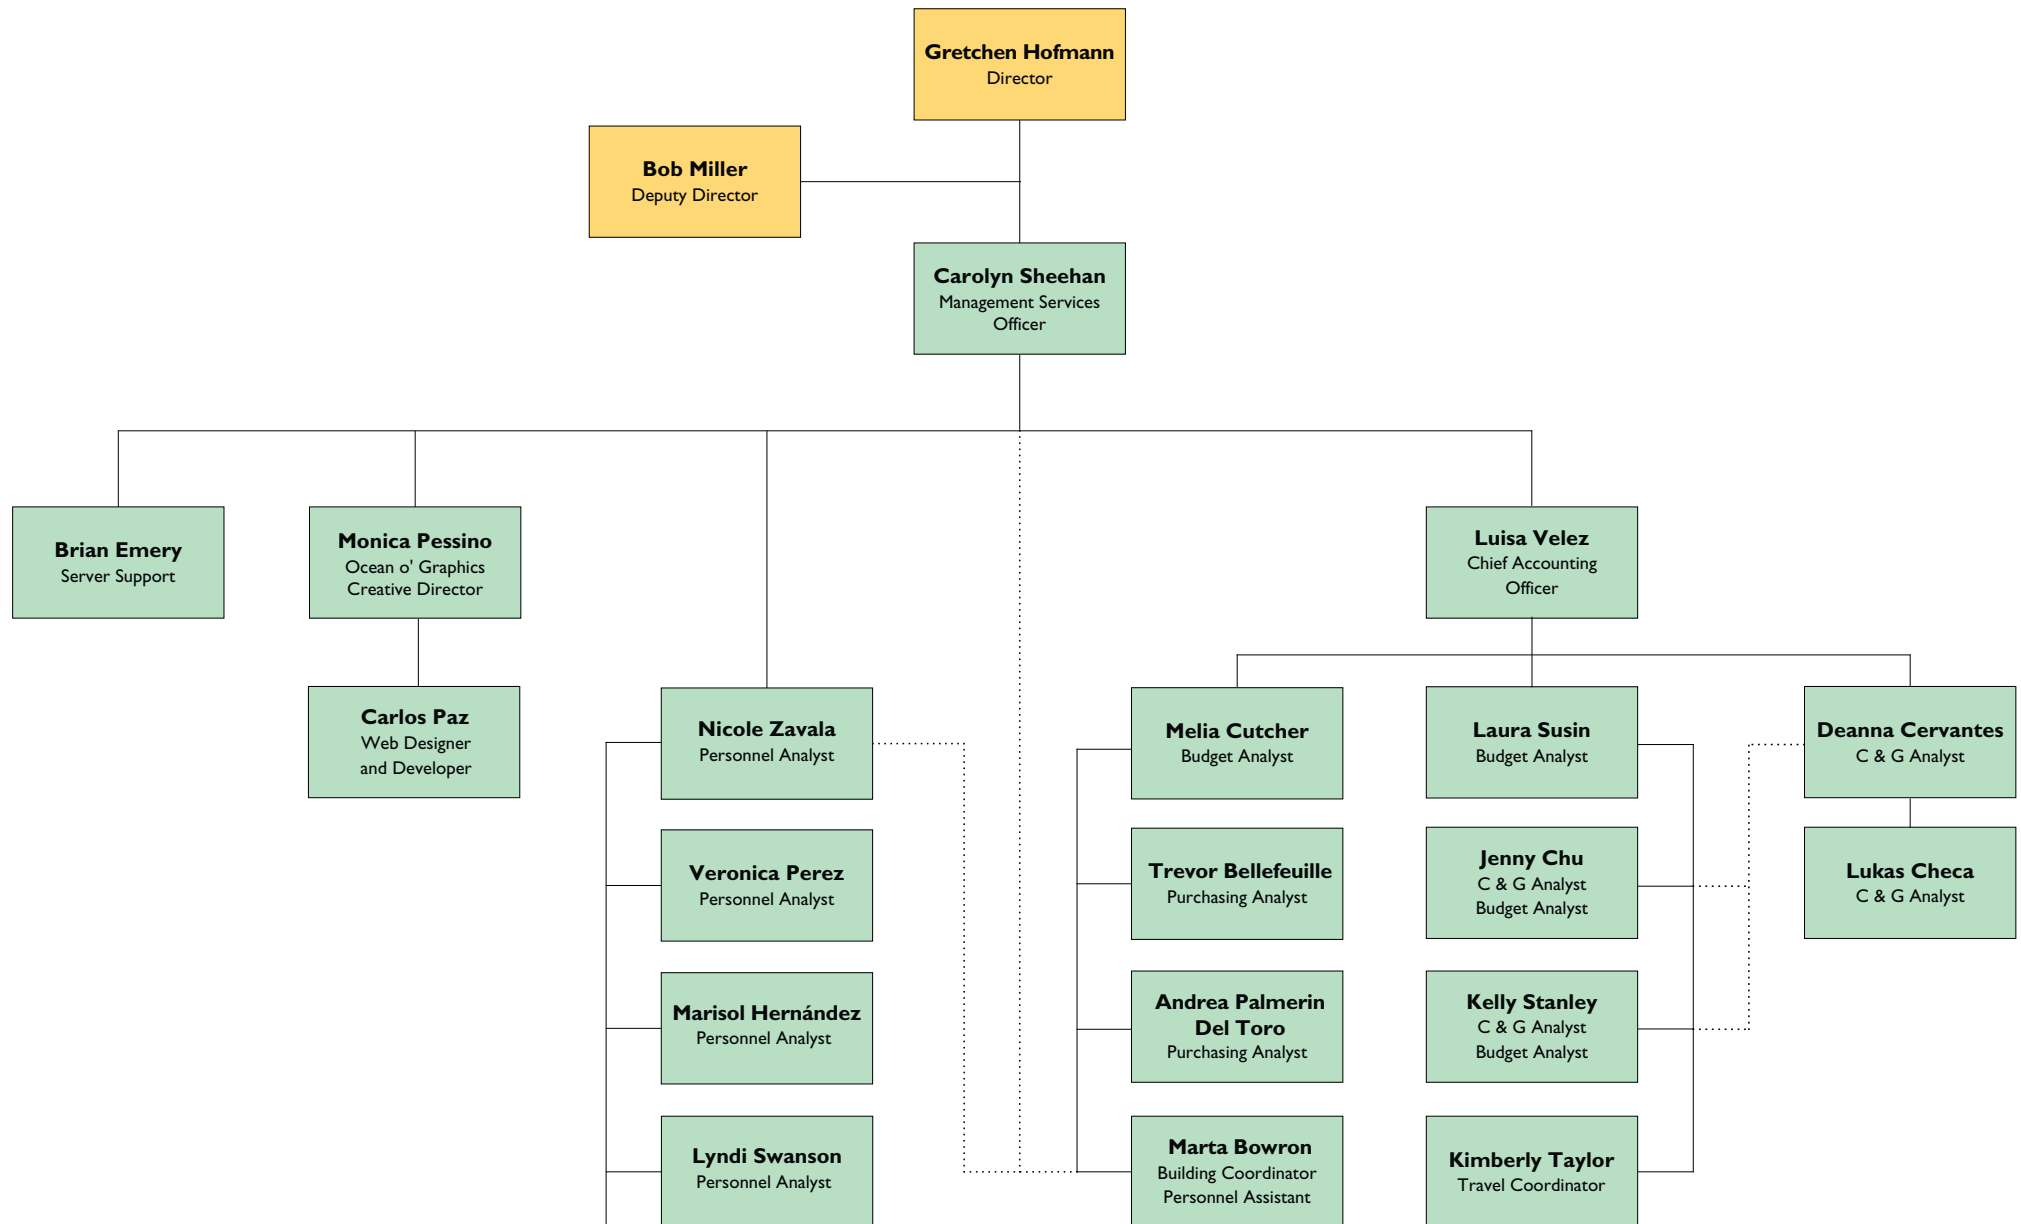 Gretchen Hofmann
Director
Bob Miller
Deputy Director
Carolyn Sheehan
Management Services
Officer
Brian Emery
Server Support
Monica Pessino
Ocean o' Graphics
Creative Director
Luisa Velez
Chief Accounting
Officer
Carlos Paz
Web Designer
and Developer
Nicole Zavala
Personnel Analyst
Melia Cutcher
Budget Analyst
Laura Susin
Budget Analyst
Deanna Cervantes
C & G Analyst
Veronica Perez
Personnel Analyst
Trevor Bellefeuille
Purchasing Analyst
Jenny Chu
C & G Analyst
Budget Analyst
Lukas Checa
C & G Analyst
Marisol Hernández
Personnel Analyst
Andrea Palmerin
Del Toro
Purchasing Analyst
Kelly Stanley
C & G Analyst
Budget Analyst
Lyndi Swanson
Personnel Analyst
Marta Bowron
Building Coordinator
Personnel Assistant
Kimberly Taylor
Travel Coordinator